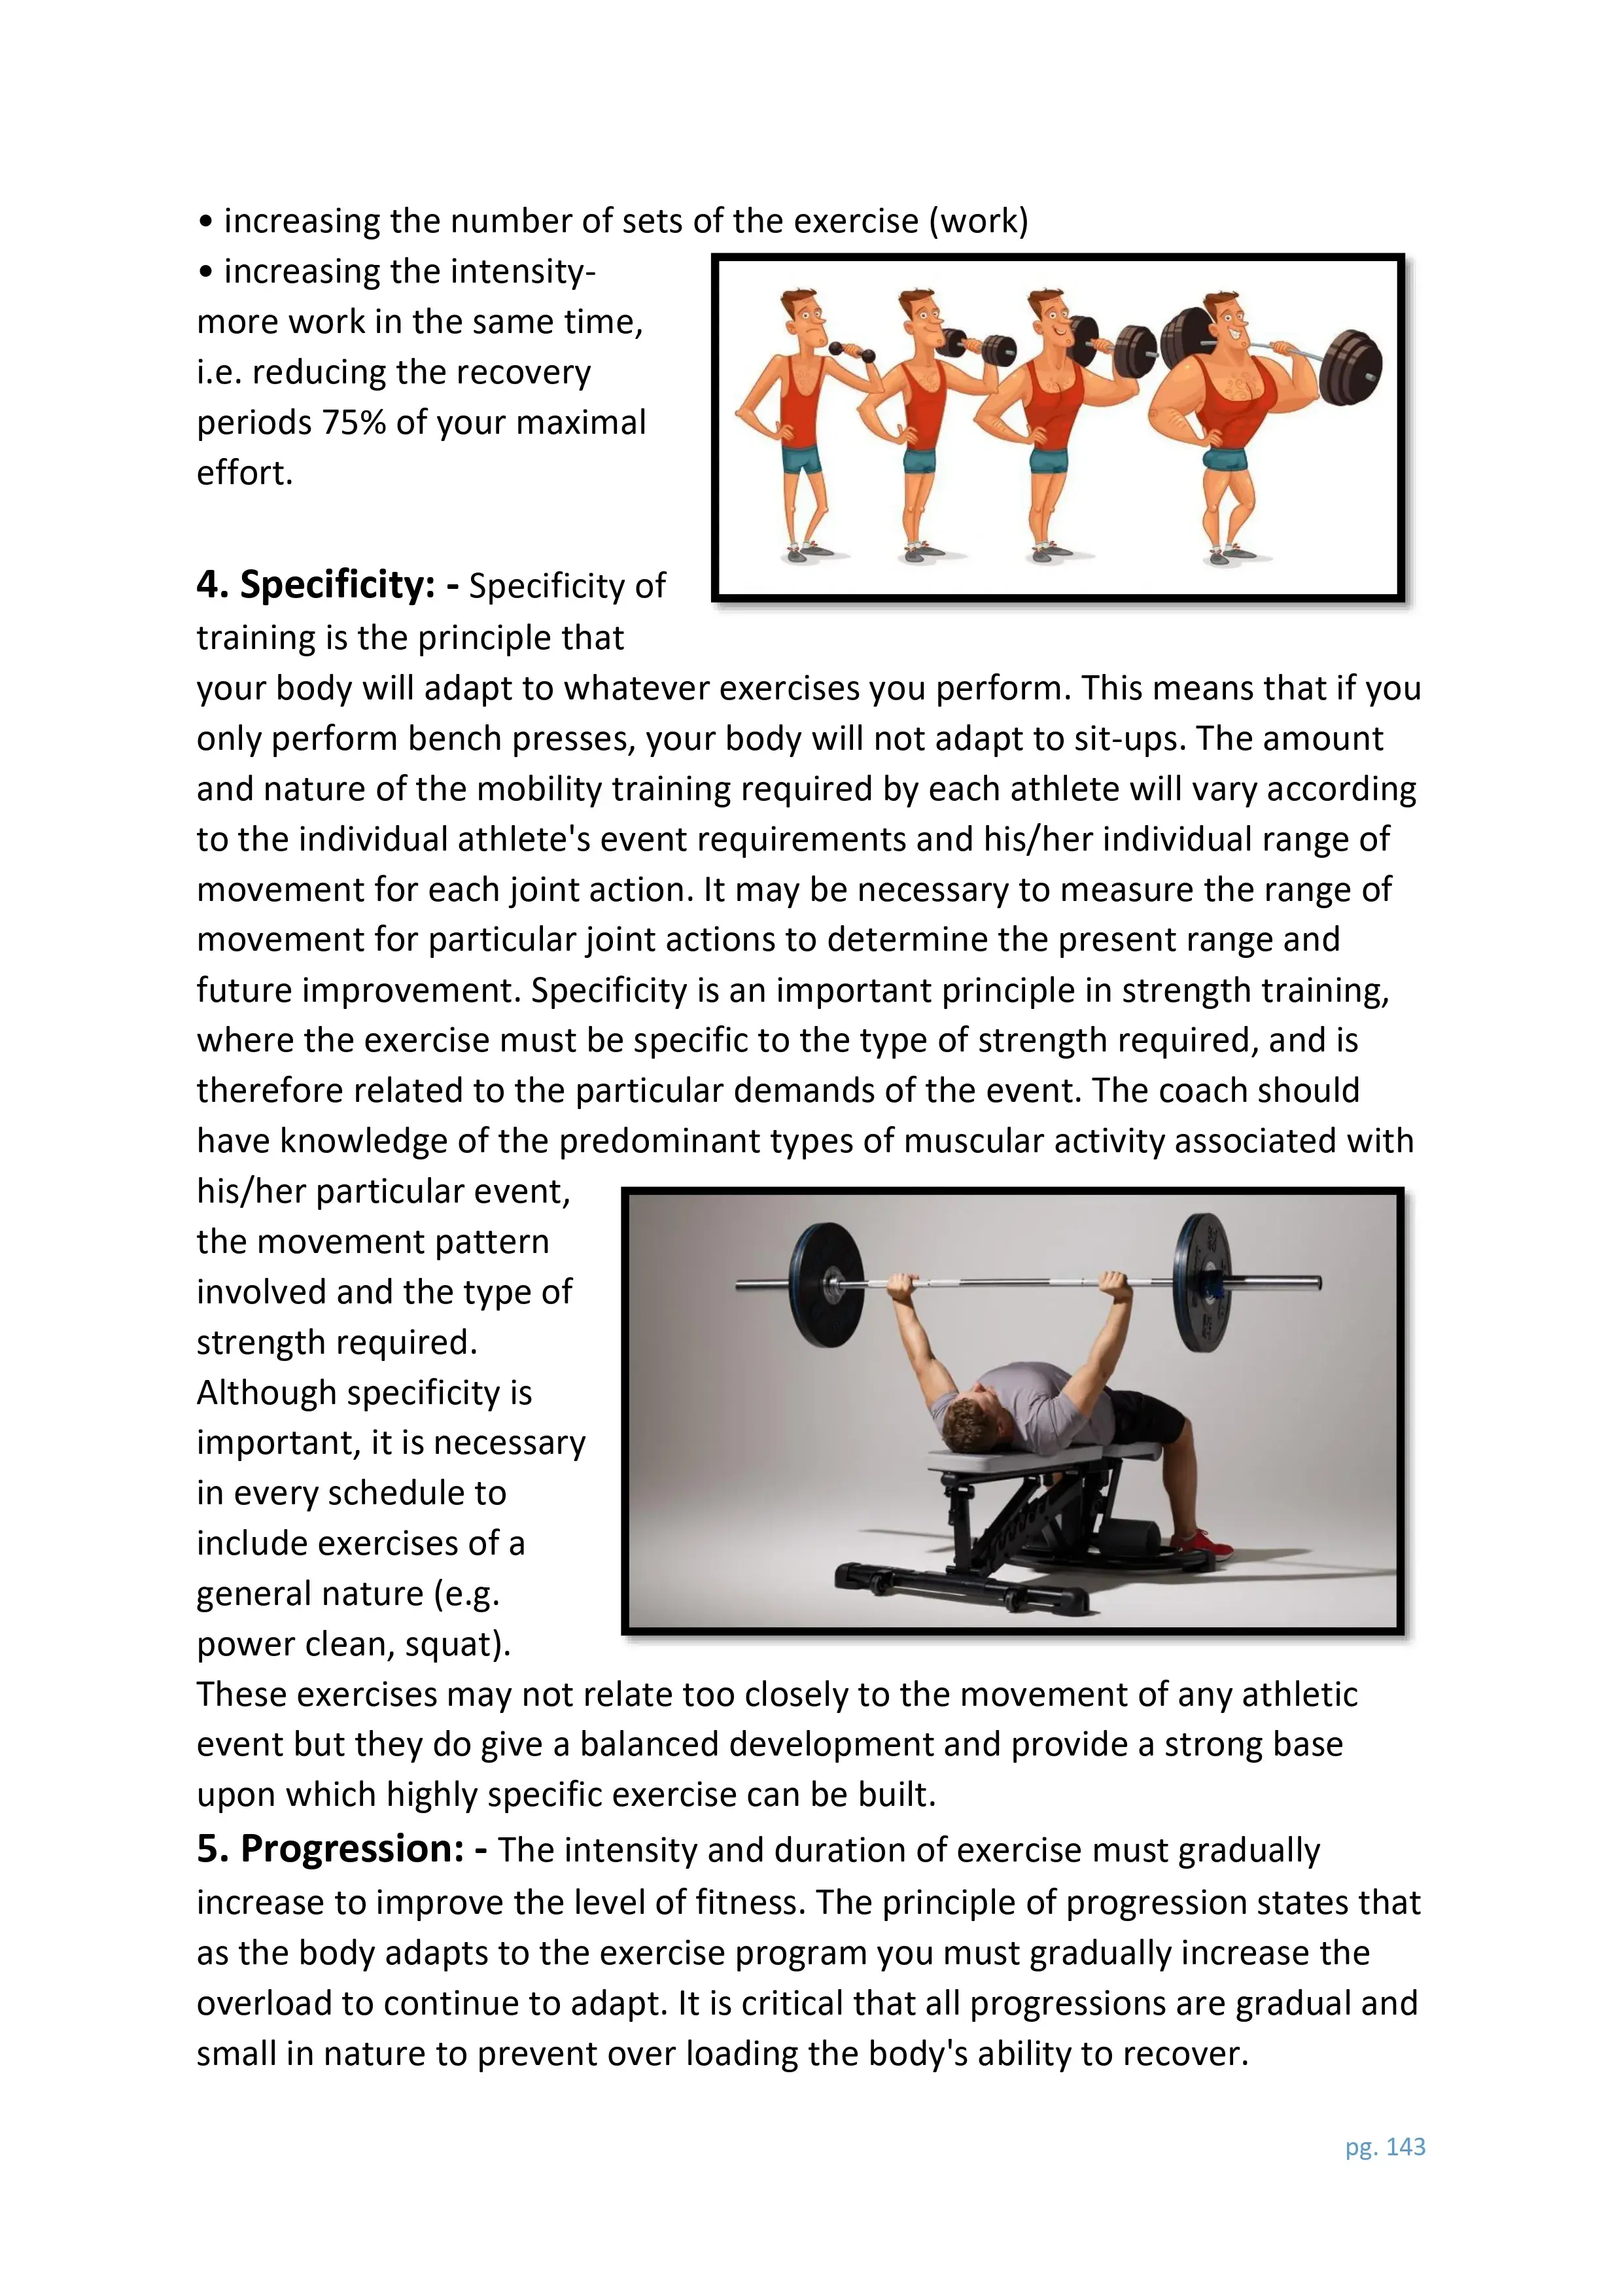 • increasing the number of sets of the exercise (work)
• increasing the intensity-
more work in the same time,
i.e. reducing the recovery
periods 75% of your maximal
effort.
4. Specificity: - Specificity of
training is the principle that
your body will adapt to whatever exercises you perform. This means that if you
only perform bench presses, your body will not adapt to sit-ups. The amount
and nature of the mobility training required by each athlete will vary according
to the individual athlete's event requirements and his/her individual range of
movement for each joint action. It may be necessary to measure the range of
movement for particular joint actions to determine the present range and
future improvement. Specificity is an important principle in strength training,
where the exercise must be specific to the type of strength required, and is
therefore related to the particular demands of the event. The coach should
have knowledge of the predominant types of muscular activity associated with
his/her particular event,
the movement pattern
involved and the type of
strength required.
Although specificity is
important, it is necessary
in every schedule to
include exercises of a
general nature (e.g.
power clean, squat).
These exercises may not relate too closely to the movement of any athletic
event but they do give a balanced development and provide a strong base
upon which highly specific exercise can be built.
5. Progression: - The intensity and duration of exercise must gradually
increase to improve the level of fitness. The principle of progression states that
as the body adapts to the exercise program you must gradually increase the
overload to continue to adapt. It is critical that all progressions are gradual and
small in nature to prevent over loading the body's ability to recover.
pg. 143